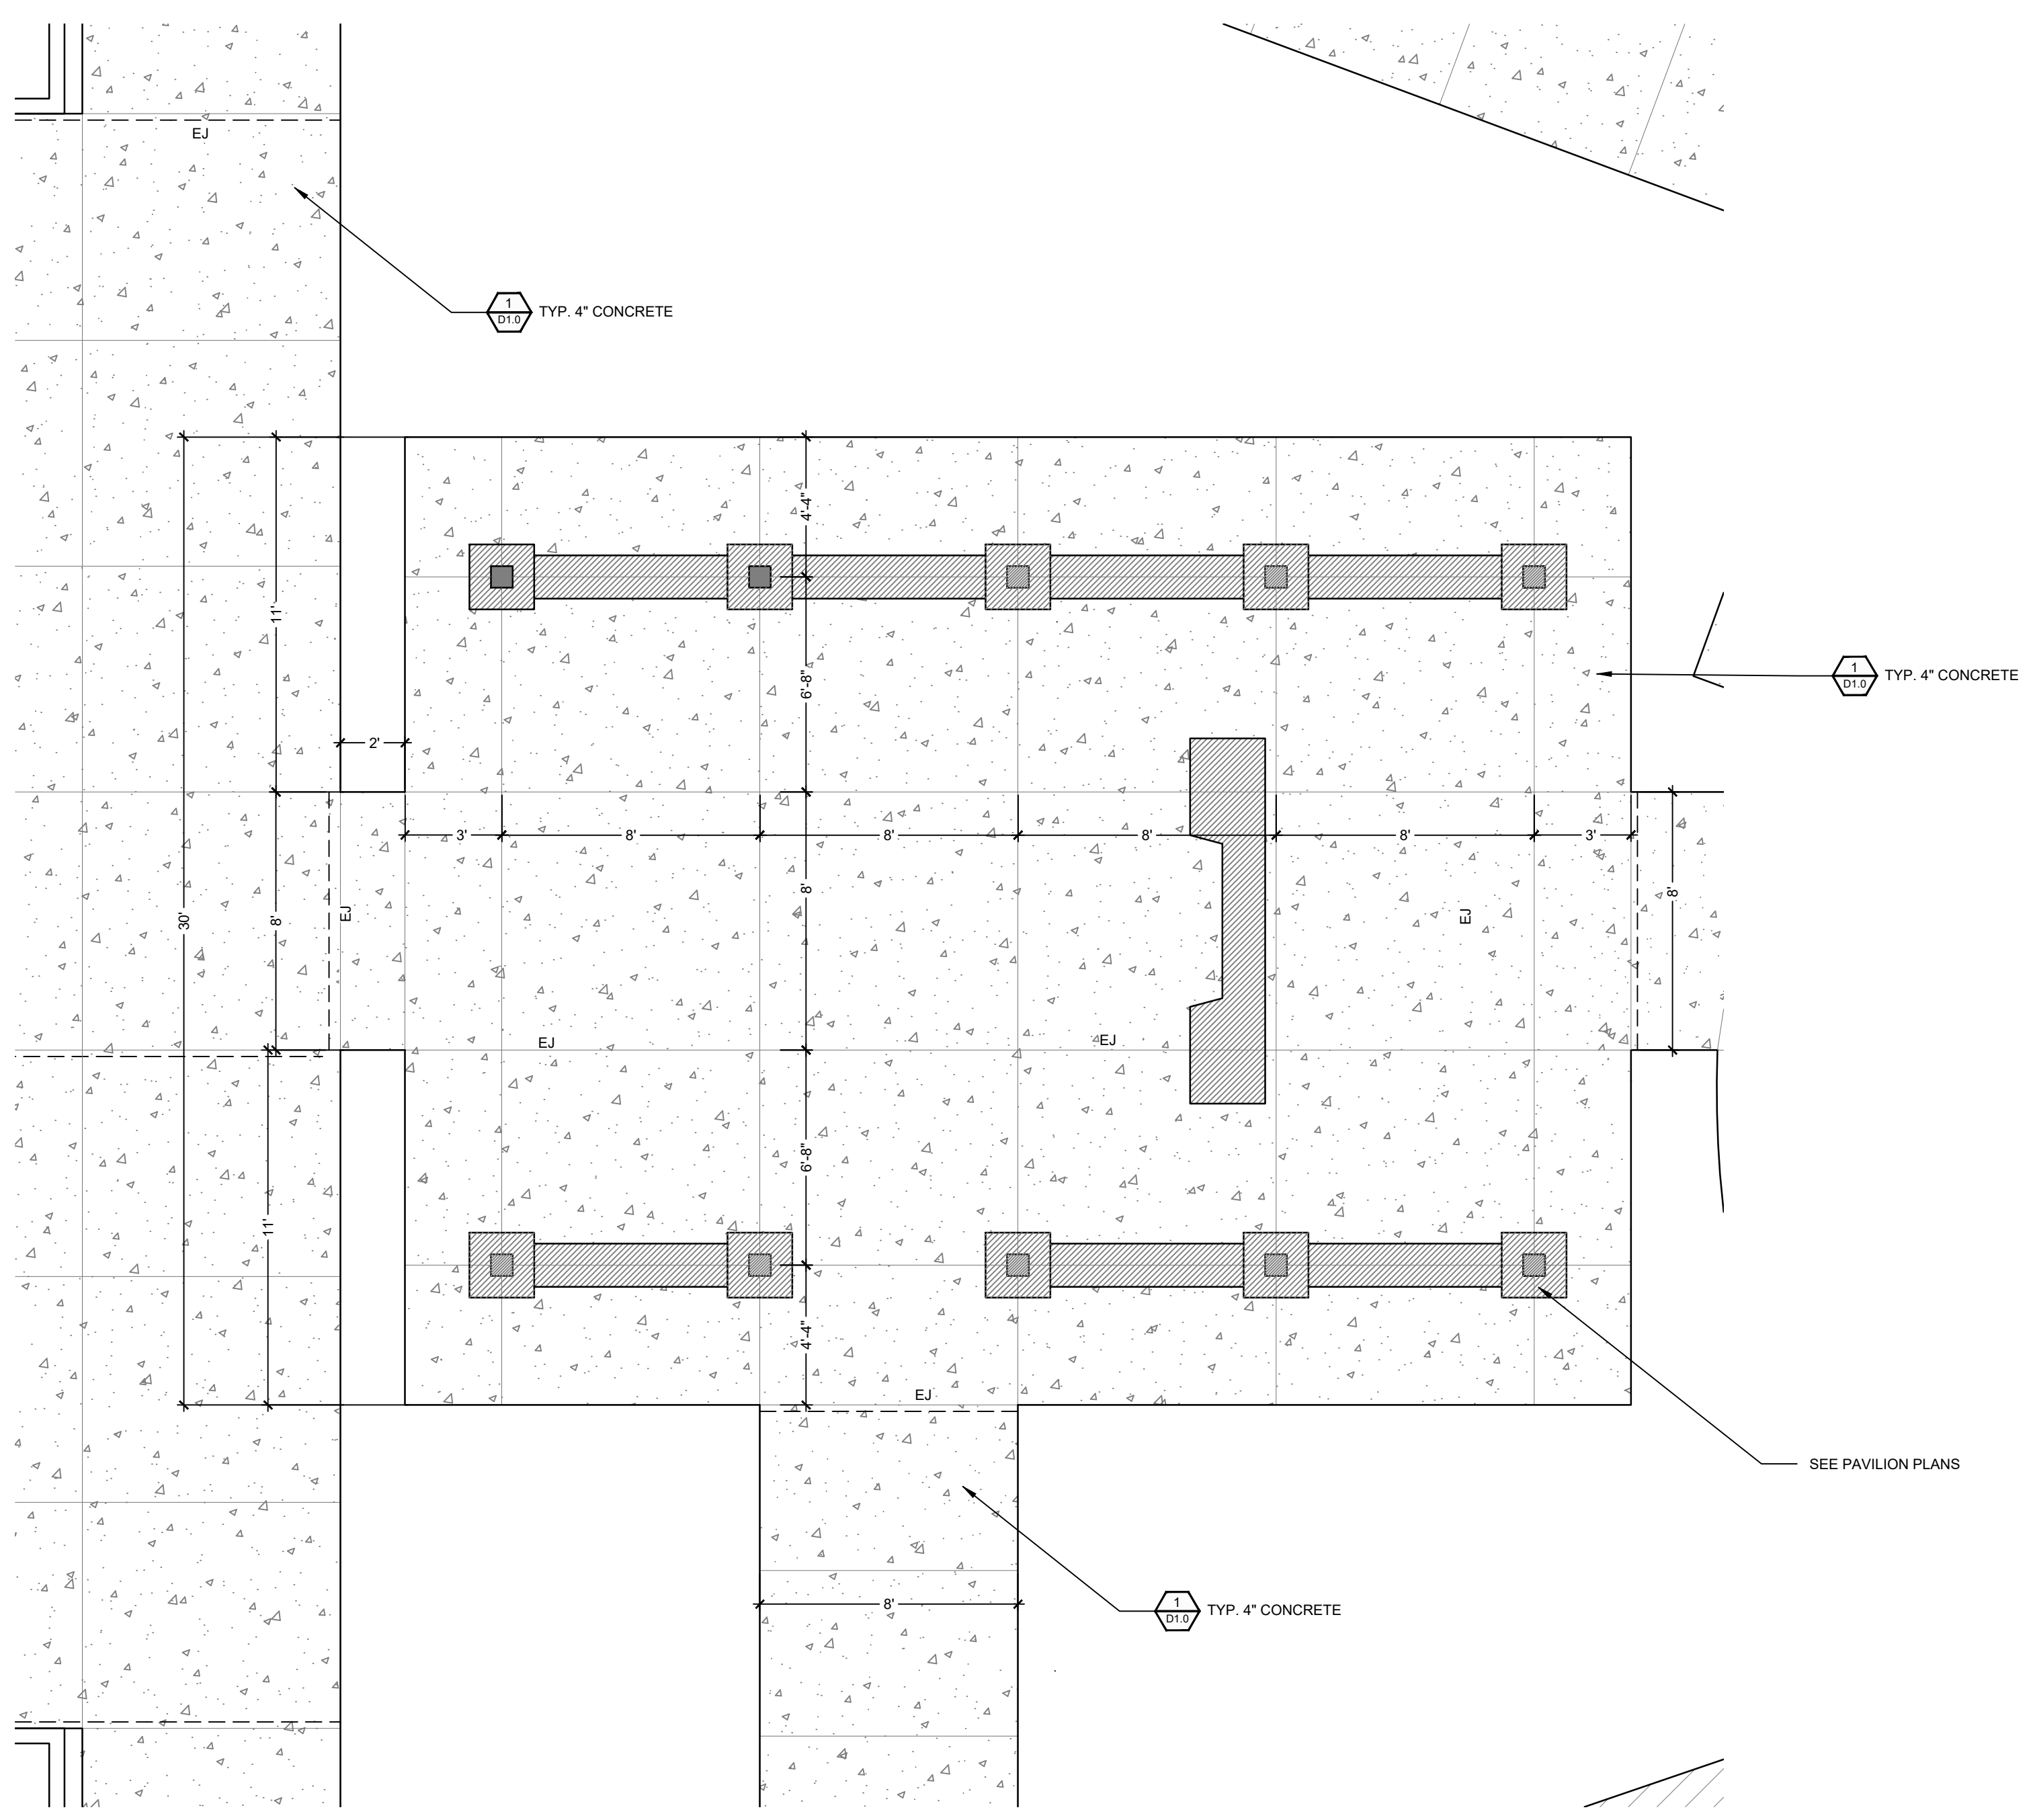 EJ
1
D1.0
TYP. 4" CONCRETE
4'-4"
11'
6'-8"
1
D1.0
TYP. 4" CONCRETE
2'
3'
8'
8'
8'
8'
3'
30'
8'
EJ
8'
EJ
8'
EJ
EJ
6'-8"
11'
4'-4"
EJ
SEE PAVILION PLANS
8'
1
D1.0
TYP. 4" CONCRETE